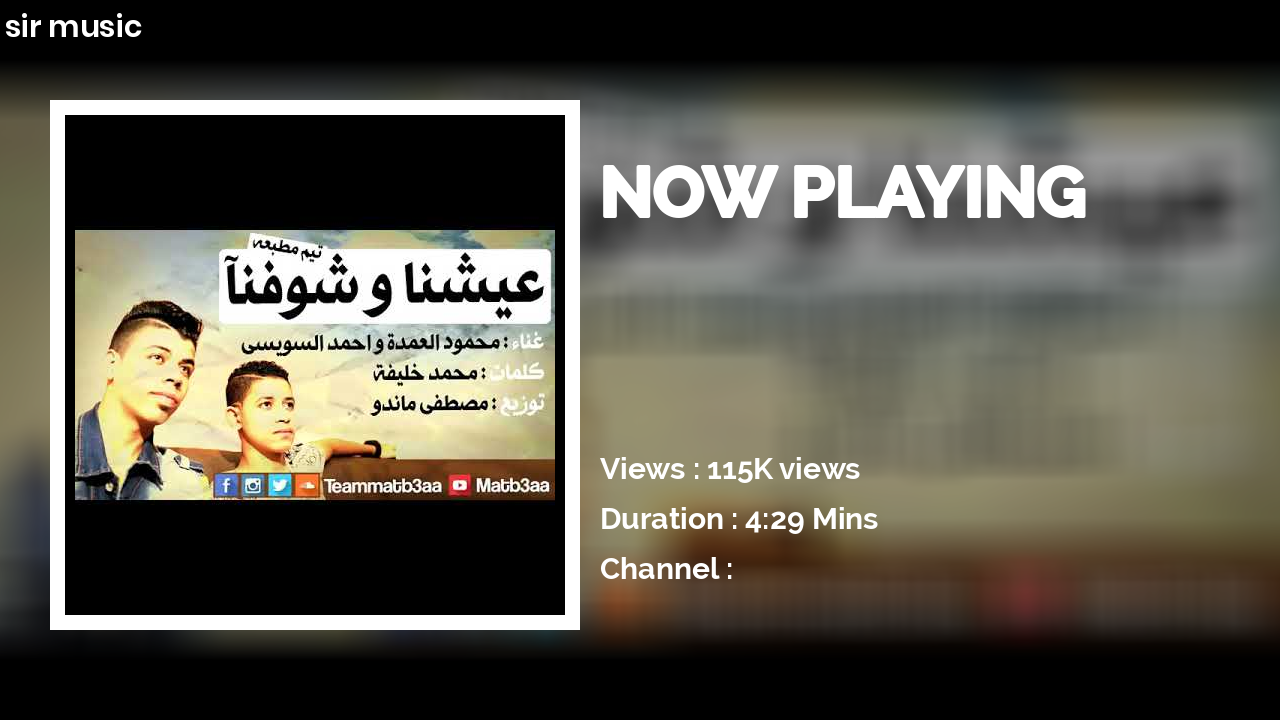 sir music
NOW PLAYING
تيم مطبعه
عيشنا و شوفنآ
غناء : محمود العمدة و احمد السويسى
كلمات : محمد خليفة
توزيع : مصطفى ماندو
Teammatb3aa Matb3aa
Views : 115K views
Duration : 4:29 Mins
Channel :